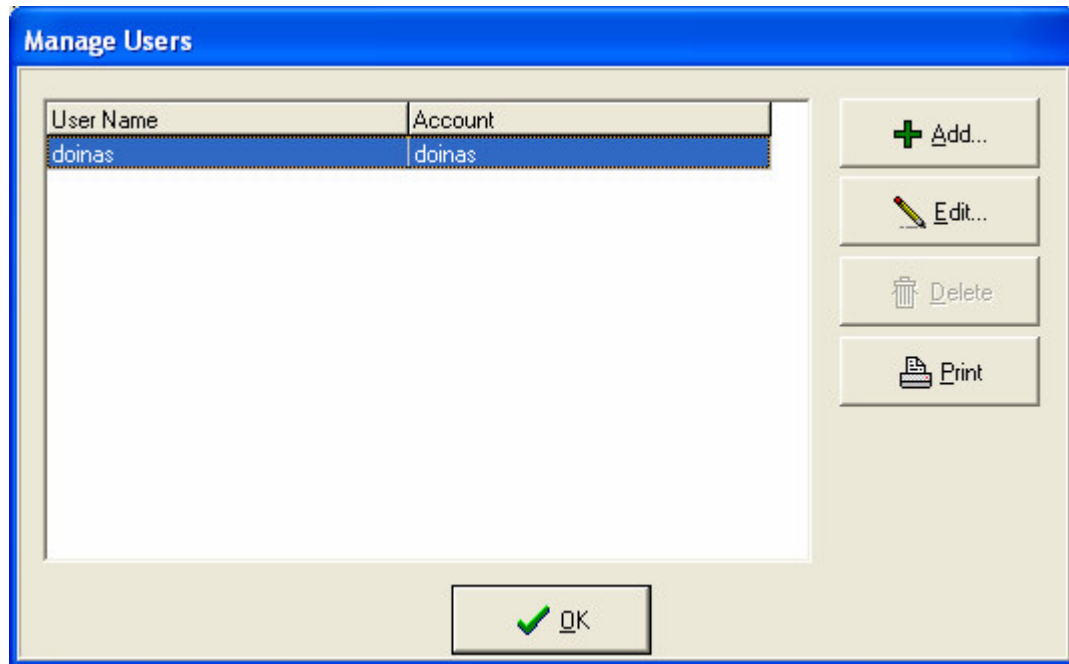 Manage Users
User Name Account
doinas doinas
Add...
Edit...
Delete
Print
OK